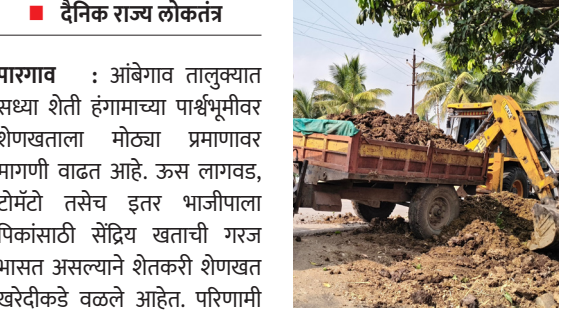 दैनिक राज्य लोकतंत्र
पारगाव : आंबेगाव तालुक्यात
सध्या शेती हंगामाच्या पार्श्वभूमीवर
शेणखताला मोठ्या प्रमाणावर
मागणी वाढत आहे. ऊस लागवड,
टोमॅटो तसेच इतर भाजीपाला
पिकांसाठी सेंद्रिय खताची गरज
भासत असल्याने शेतकरी शेणखत
खरेदीकडे वळले आहेत. परिणामी